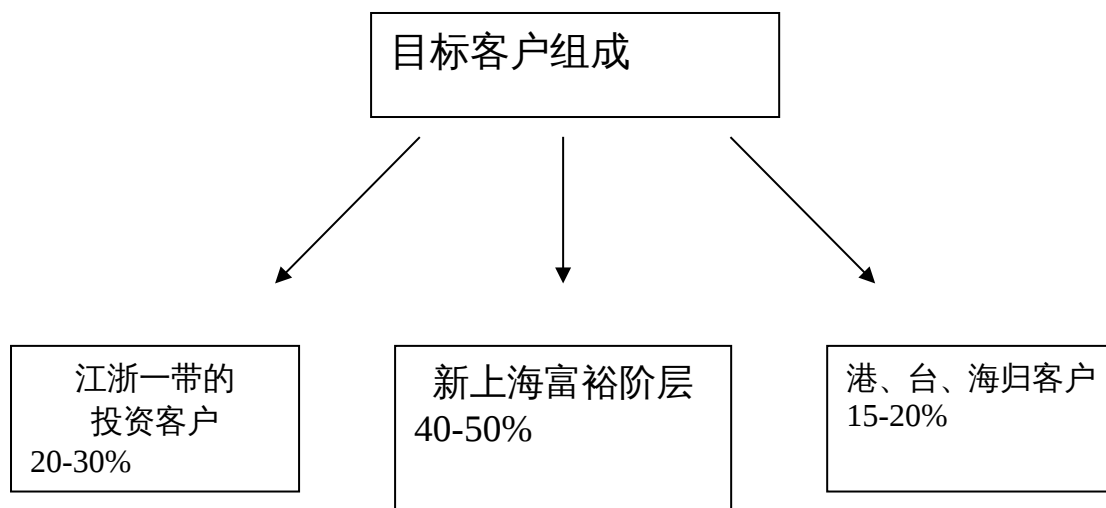 目标客户组成
江浙一带的
投资客户
20-30%
新上海富裕阶层
40-50%
港、台、海归客户
15-20%